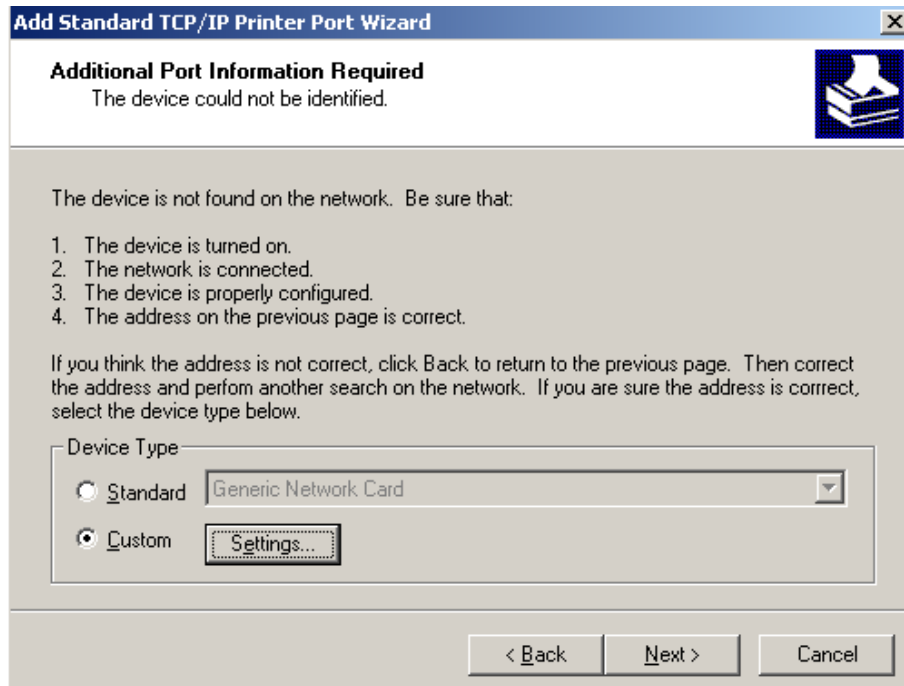 Add Standard TCP/IP Printer Port Wizard
Additional Port Information Required
The device could not be identified.
The device is not found on the network.  Be sure that:
1.  The device is turned on.
2.  The network is connected.
3.  The device is properly configured.
4.  The address on the previous page is correct.
If you think the address is not correct, click Back to return to the previous page.  Then correct
the address and perfom another search on the network.  If you are sure the address is corrrect,
select the device type below.
Device Type
Standard Generic Network Card
Custom Settings...
< Back Next > Cancel